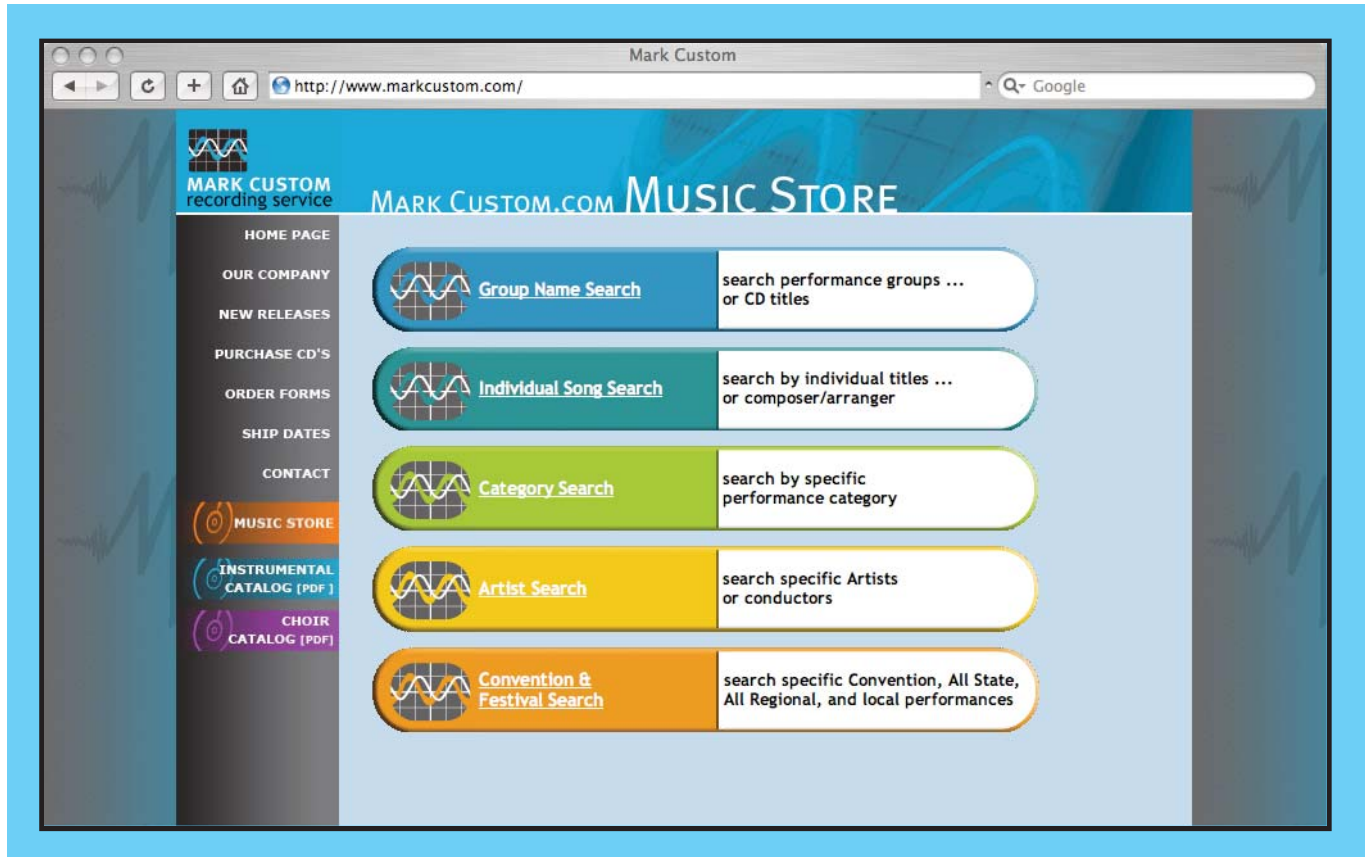 Mark Custom
http://www.markcustom.com/
Google
MARK CUSTOM
recording service
MARK CUSTOM.COM MUSIC STORE
HOME PAGE
OUR COMPANY
NEW RELEASES
PURCHASE CD'S
ORDER FORMS
SHIP DATES
CONTACT
MUSIC STORE
INSTRUMENTAL
CATALOG [PDF ]
CHOIR
CATALOG [PDF]
Group Name Search
search performance groups ...
or CD titles
Individual Song Search
search by individual titles ...
or composer/arranger
Category Search
search by specific
performance category
Artist Search
search specific Artists
or conductors
Convention &
Festival Search
search specific Convention, All State,
All Regional, and local performances